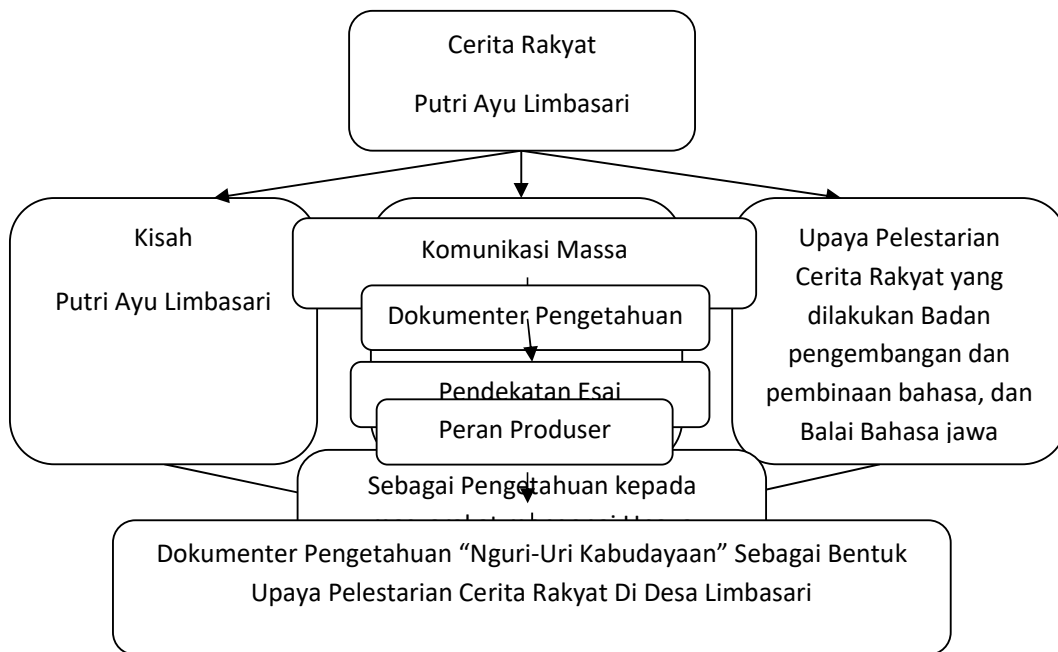 Cerita Rakyat
Putri Ayu Limbasari
Kisah
Putri Ayu Limbasari
Komunikasi Massa
Dokumenter Pengetahuan
Pendekatan Esai
Peran Produser
Upaya Pelestarian
Cerita Rakyat yang
dilakukan Badan
pengembangan dan
pembinaan bahasa, dan
Balai Bahasa jawa
Sebagai Pengetahuan kepada
Dokumenter Pengetahuan “Nguri-Uri Kabudayaan” Sebagai Bentuk
Upaya Pelestarian Cerita Rakyat Di Desa Limbasari